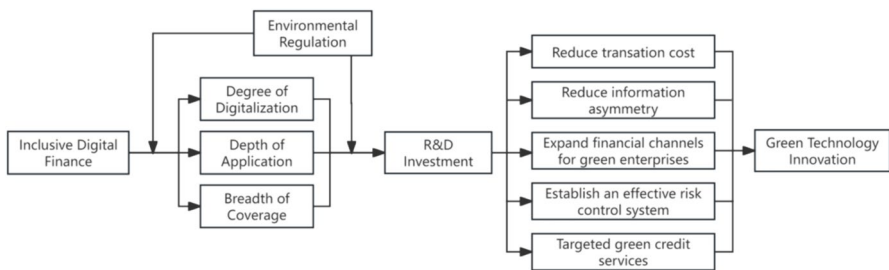 Environmental
Regulation
Degree of
Digitalization
Inclusive Digital
Finance
Depth of
Application
Breadth of
Coverage
R&D
Investment
Reduce transation cost
Reduce information
asymmetry
Expand financial channels
for green enterprises
Establish an effective risk
control system
Targeted green credit
services
Green Technology
Innovation